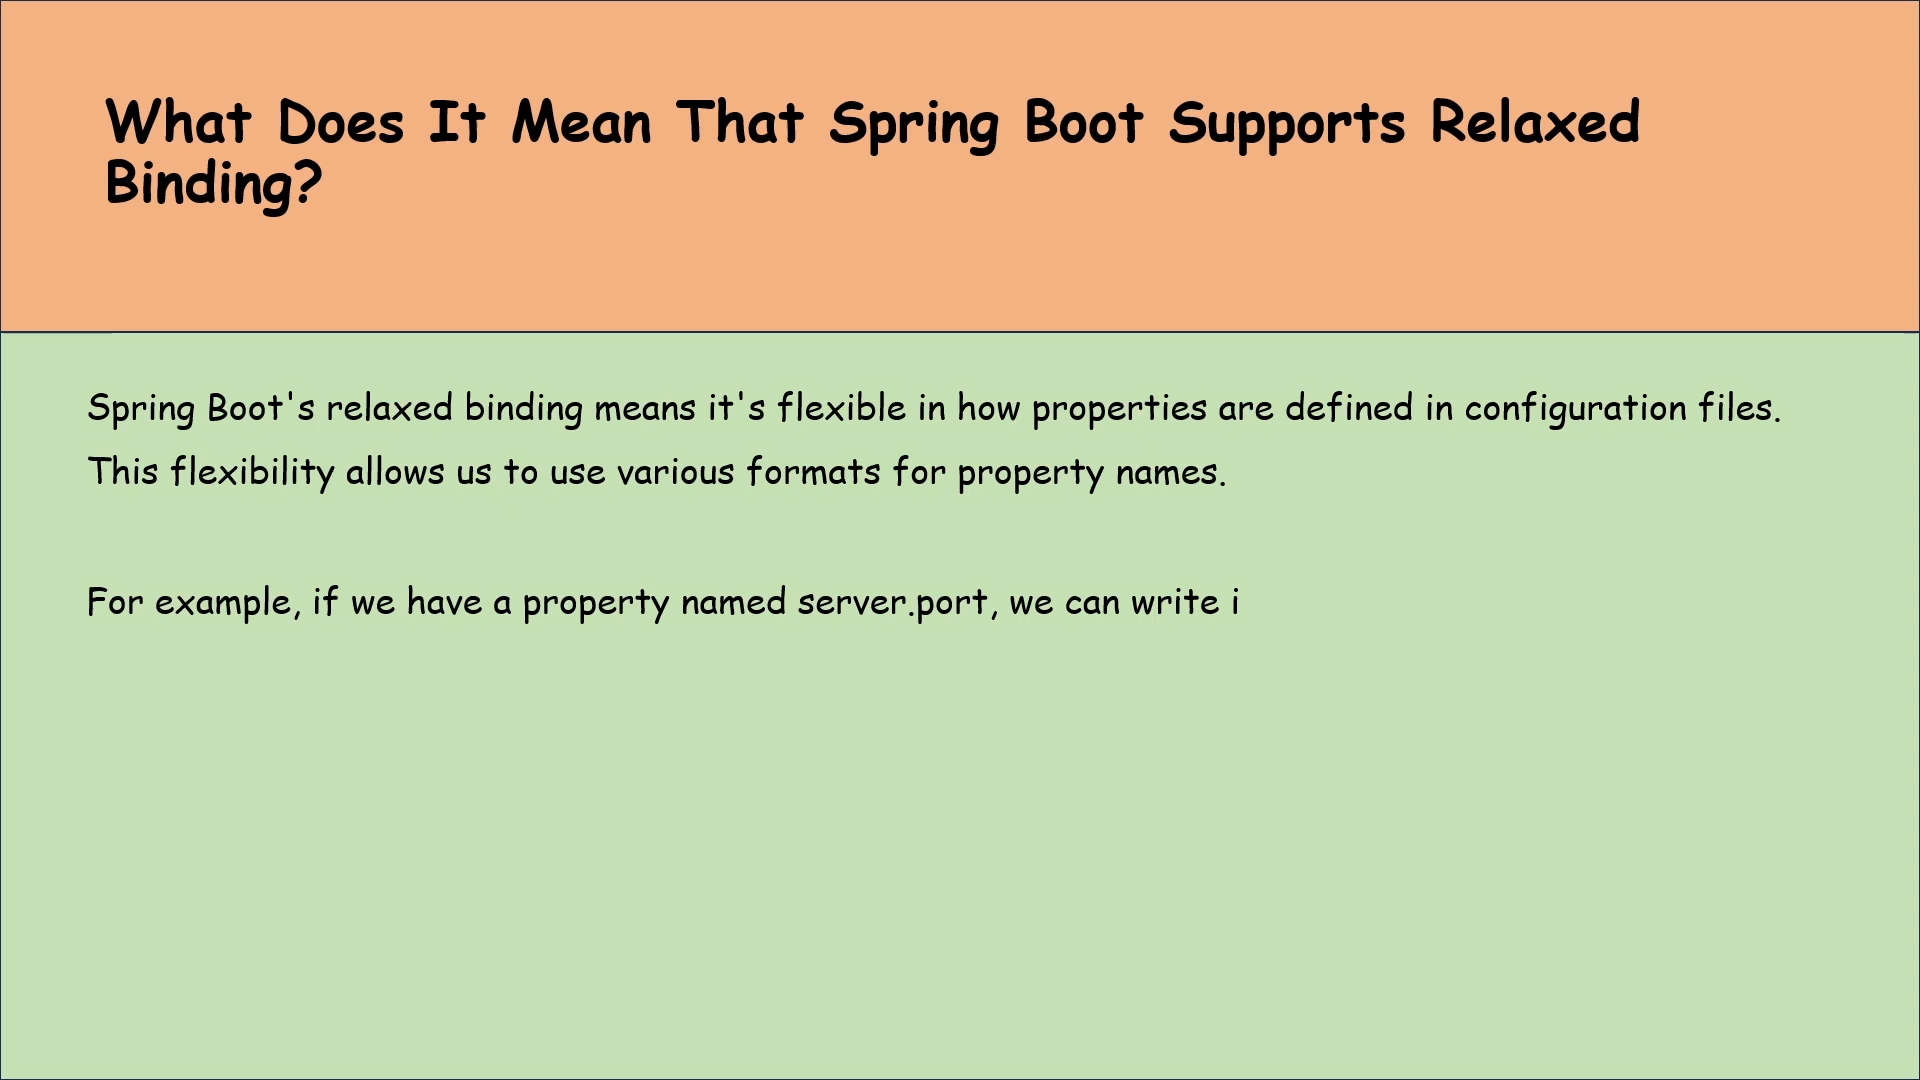 What Does It Mean That Spring Boot Supports Relaxed
Binding?
Spring Boot's relaxed binding means it's flexible in how properties are defined in configuration files.
This flexibility allows us to use various formats for property names.
For example, if we have a property named server.port, we can write i